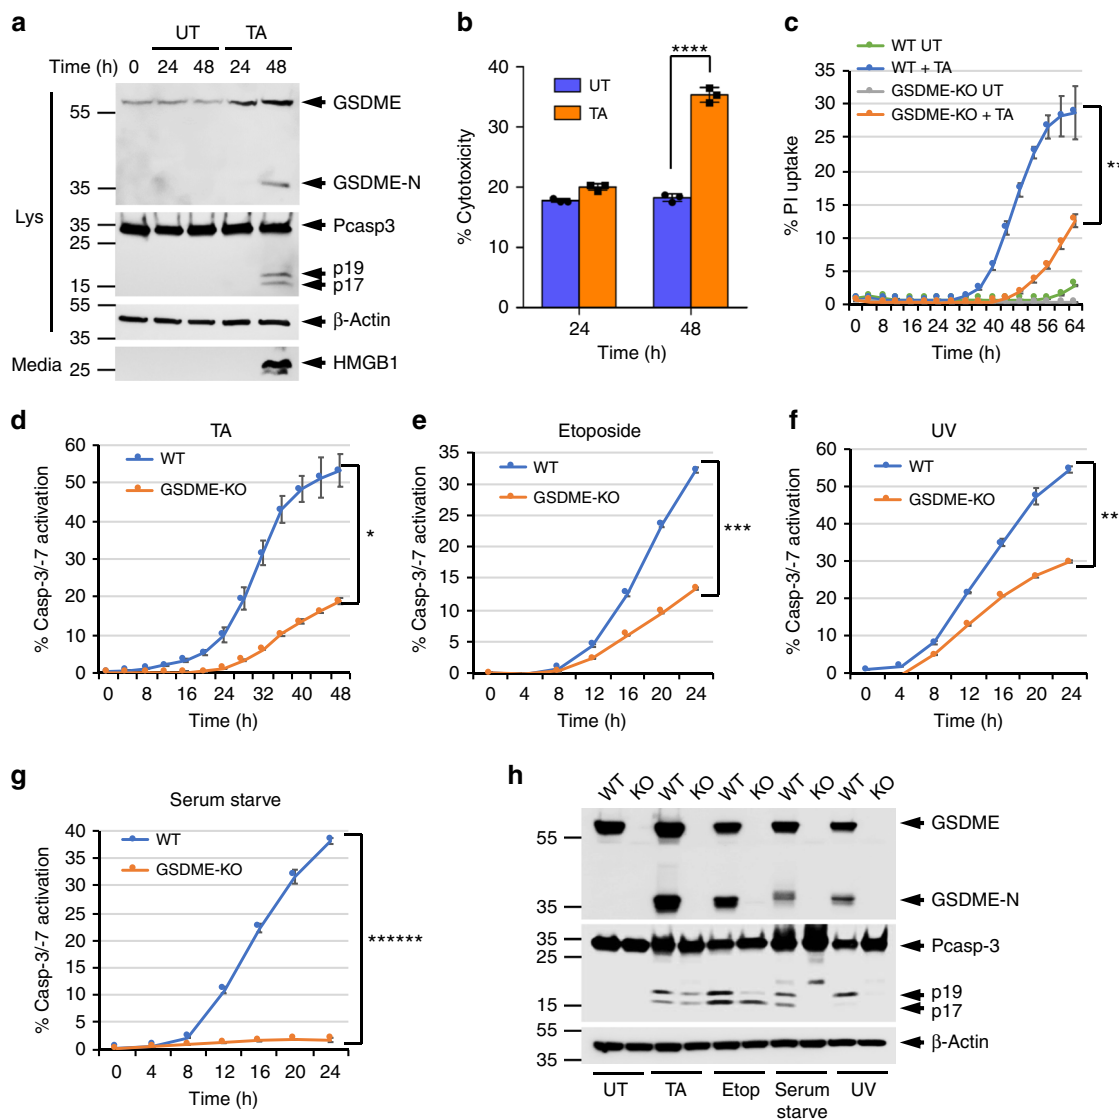 a
UT TA
Time (h) 0 24 48 24 48
Lys
55
GSDME
35
GSDME-N
35
Pcasp3
25
p19
p17
15
55
β-Actin
35
Media
25
HMGB1
b
% Cytotoxicity
40
30
20
10
0
UT
TA
****
24 48
Time (h)
c
WT UT
WT + TA
GSDME-KO UT
GSDME-KO + TA
% PI uptake
35
30
25
20
15
10
5
0
0 8 16 24 32 40 48 56 64
Time (h)
d
TA
% Casp-3/-7 activation
60
50
40
30
20
10
0
WT
GSDME-KO
*
0 8 16 24 32 40 48
Time (h)
e
Etoposide
% Casp-3/-7 activation
35
30
25
20
15
10
5
0
WT
GSDME-KO
***
0 4 8 12 16 20 24
Time (h)
f
UV
% Casp-3/-7 activation
60
50
40
30
20
10
0
WT
GSDME-KO
0 4 8 12 16 20 24
Time (h)
g
Serum starve
% Casp-3/-7 activation
40
35
30
25
20
15
10
5
0
WT
GSDME-KO
******
0 4 8 12 16 20 24
Time (h)
h
WT KO WT KO WT KO WT KO WT KO
55
GSDME
35
GSDME-N
35
Pcasp-3
25
p19
15
p17
55
β-Actin
35
UT TA Etop Serum starve UV